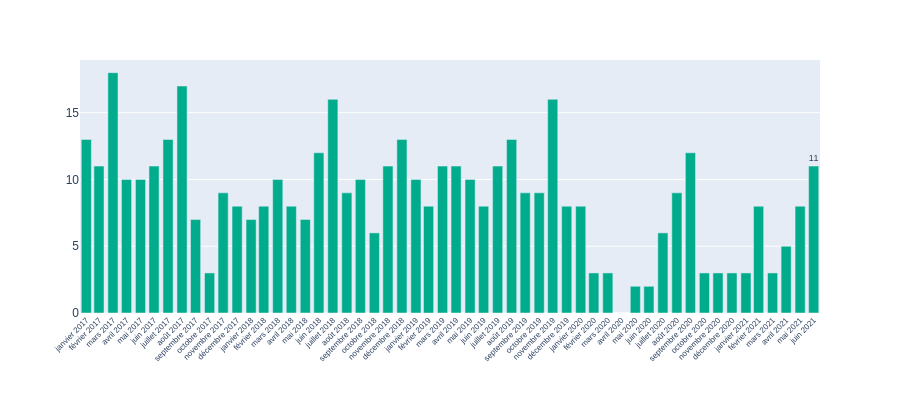 15
10
5
0
11
janvier 2017
février 2017
mars 2017
avril 2017
mai 2017
juin 2017
juillet 2017
août 2017
septembre 2017
octobre 2017
novembre 2017
décembre 2017
janvier 2018
février 2018
mars 2018
avril 2018
mai 2018
juin 2018
juillet 2018
août 2018
septembre 2018
octobre 2018
novembre 2018
décembre 2018
janvier 2019
février 2019
mars 2019
avril 2019
mai 2019
juin 2019
juillet 2019
août 2019
septembre 2019
octobre 2019
novembre 2019
décembre 2019
janvier 2020
février 2020
mars 2020
avril 2020
mai 2020
juin 2020
juillet 2020
août 2020
septembre 2020
octobre 2020
novembre 2020
décembre 2020
janvier 2021
février 2021
mars 2021
avril 2021
mai 2021
juin 2021